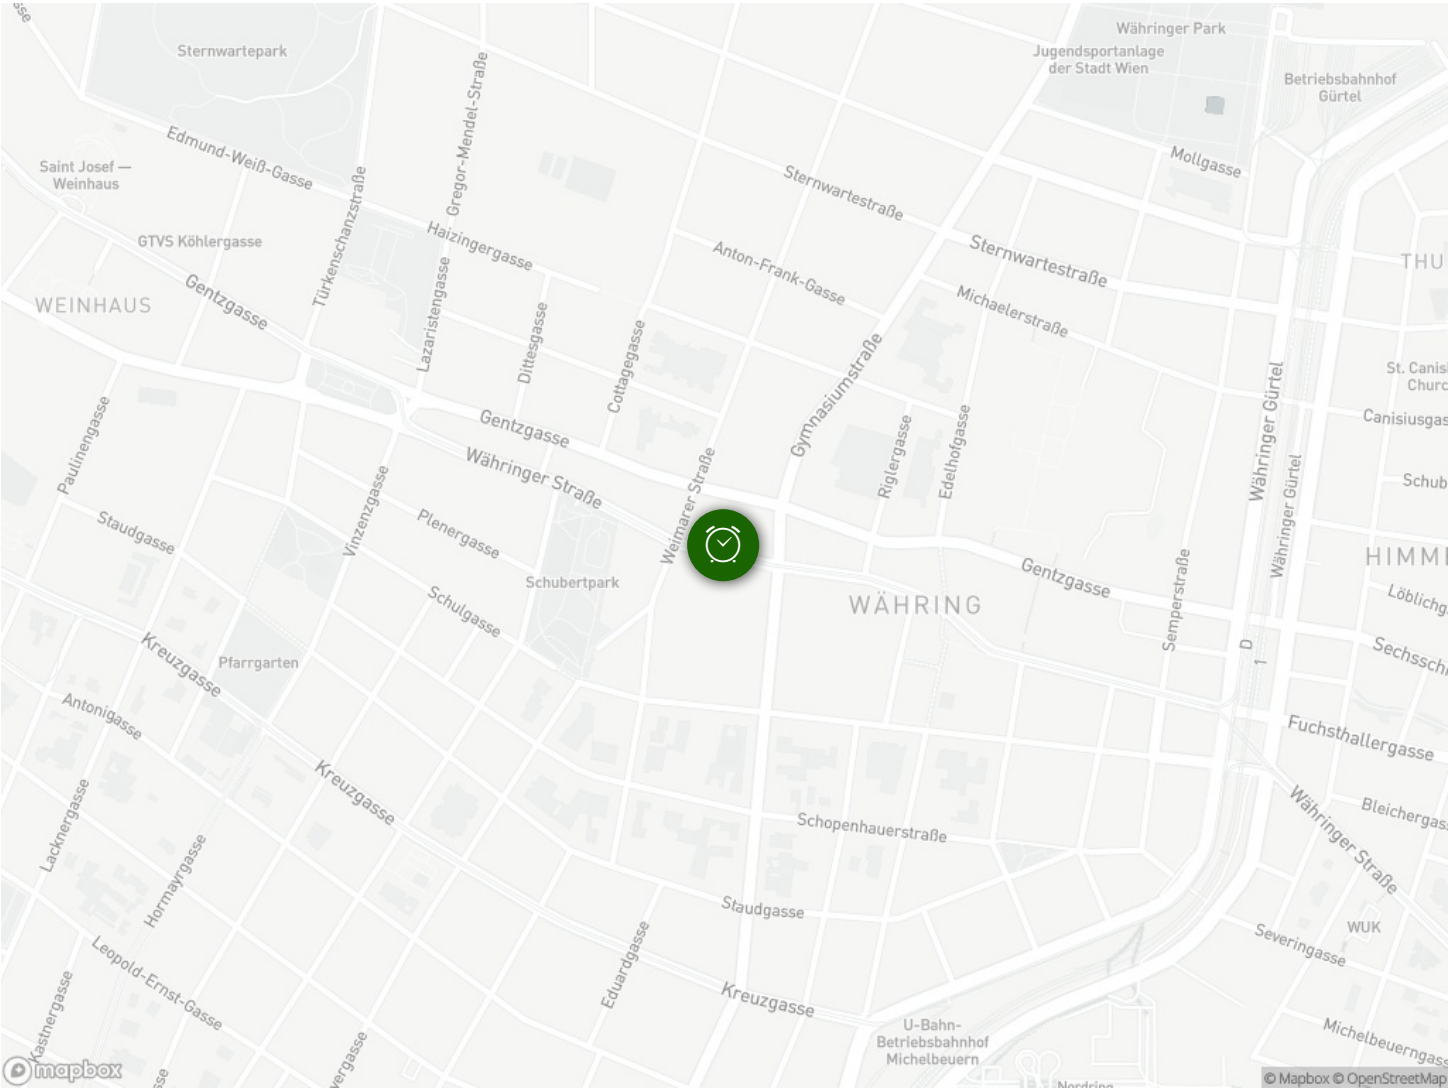 Sternwartepark
Währinger Park
Jugendsportanlage
der Stadt Wien
Betriebsbahnhof
Gürtel
Gregor-Mendel-Straße
Edmund-Weiß-Gasse
Saint Josef —
Weinhaus
Mollgasse
Sternwartestraße
Türkenschanzstraße
GTVS Köhlergasse
Haizingergasse
Anton-Frank-Gasse
Sternwartestraße
THU
WEINHAUS
Gentzgasse
Lazaristengasse
Dittesgasse
Cottagegasse
Michaelerstraße
Gymnasiumstraße
St. Canis
Churc
Canisiusgas
Währinger Gürtel
Paulinengasse
Gentzgasse
Riglergasse
Edelhofgasse
Währinger Straße
Weimarer Straße
Währinger Gürtel
Schub
Staudgasse
Vinzenzgasse
Plenergasse
Schubertpark
Gentzgasse
HIMME
Semperstraße
Löblichg
Schulgasse
WÄHRING
Kreuzgasse
Pfarrgarten
D
1
Sechssch
Antonigasse
Fuchsthallergasse
Kreuzgasse
Lacknergasse
Schopenhauerstraße
Währinger Straße
Bleichergas
Hormayrgasse
Staudgasse
WUK
Severingasse
Leopold-Ernst-Gasse
Eduardgasse
Kreuzgasse
Kastnergasse
U-Bahn-
Betriebsbahnhof
Michelbeuern
Michelbeuerngass
Nordring
mapbox
© Mapbox © OpenStreetMap